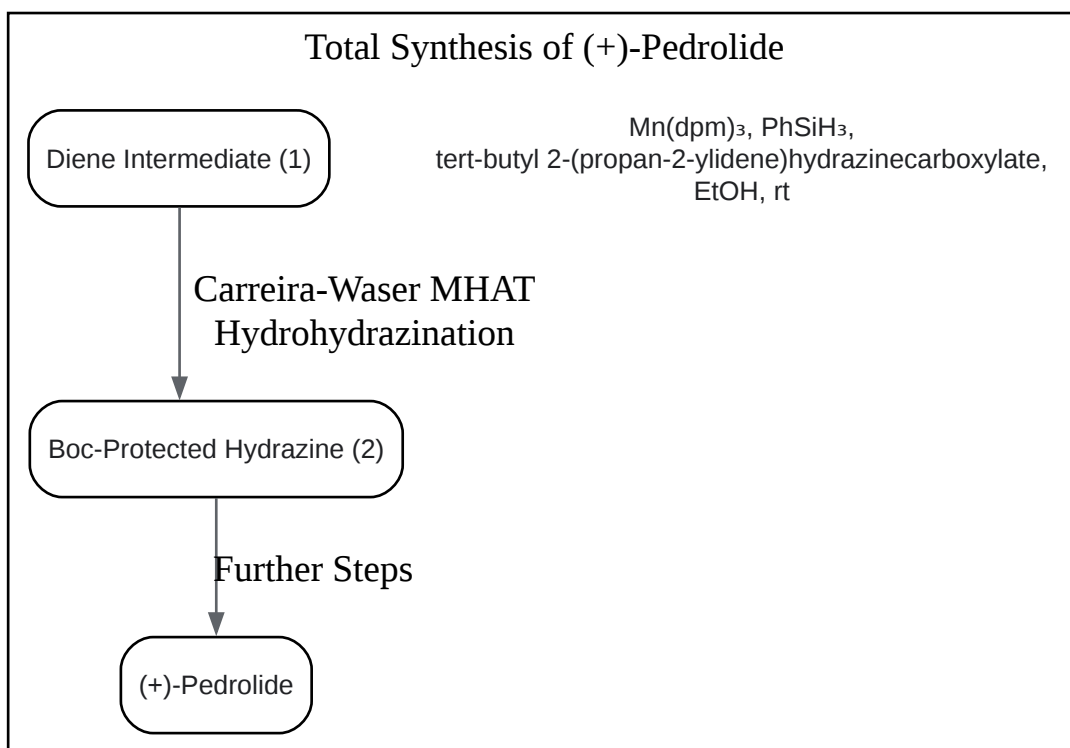 Total Synthesis of (+)-Pedrolide
Diene Intermediate (1)
Mn(dpm)₃, PhSiH₃,
tert-butyl 2-(propan-2-ylidene)hydrazinecarboxylate,
EtOH, rt
Carreira-Waser MHAT
Hydrohydrazination
Boc-Protected Hydrazine (2)
Further Steps
(+)-Pedrolide